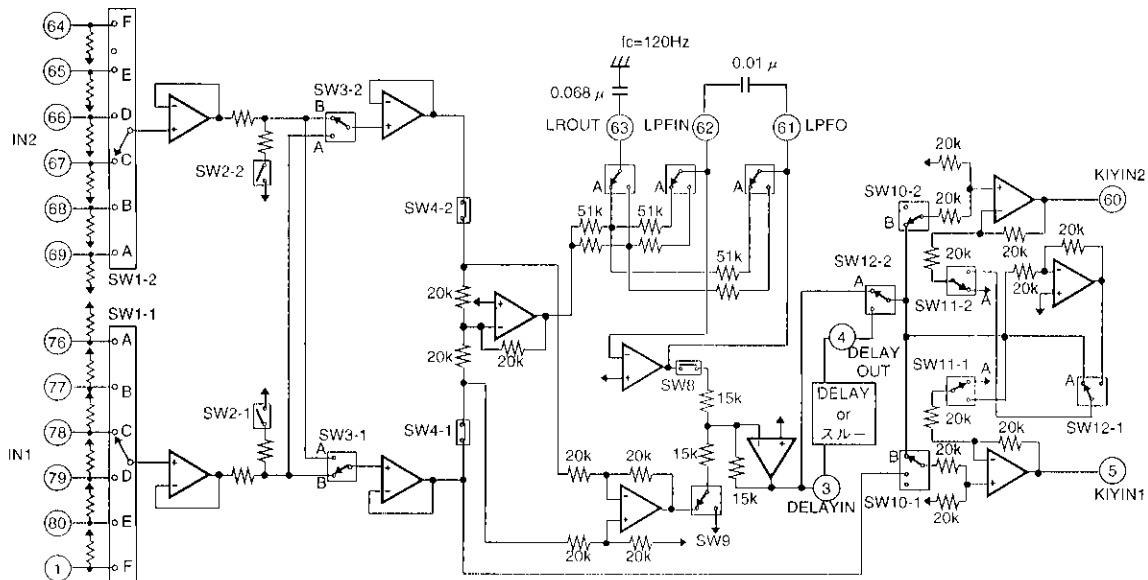 64
F
65
E
66
D
IN2
67
C
68
B
69
A
SW1-2
SW1-1
76
A
77
B
78
C
IN1
79
D
80
E
1
F
SW2-2
SW2-1
SW3-2
B
A
SW3-1
A
B
SW4-2
SW4-1
20k
20k
20k
fc=120Hz
0.068 μ
0.01 μ
LROUT 63
LPFIN 62
61 LPFO
A
A
A
51k
51k
51k
SW8
15k
15k
15k
20k
20k
20k
20k
SW9
3
DELAYIN
DELAY
or
スルー
4
DELAY
OUT
SW12-2
A
SW10-2
B
20k
20k
20k
20k
SW11-2
A
KIYIN2
60
20k
20k
SW11-1
A
20k
20k
A
SW12-1
B
SW10-1
20k
20k
5
KIYIN1